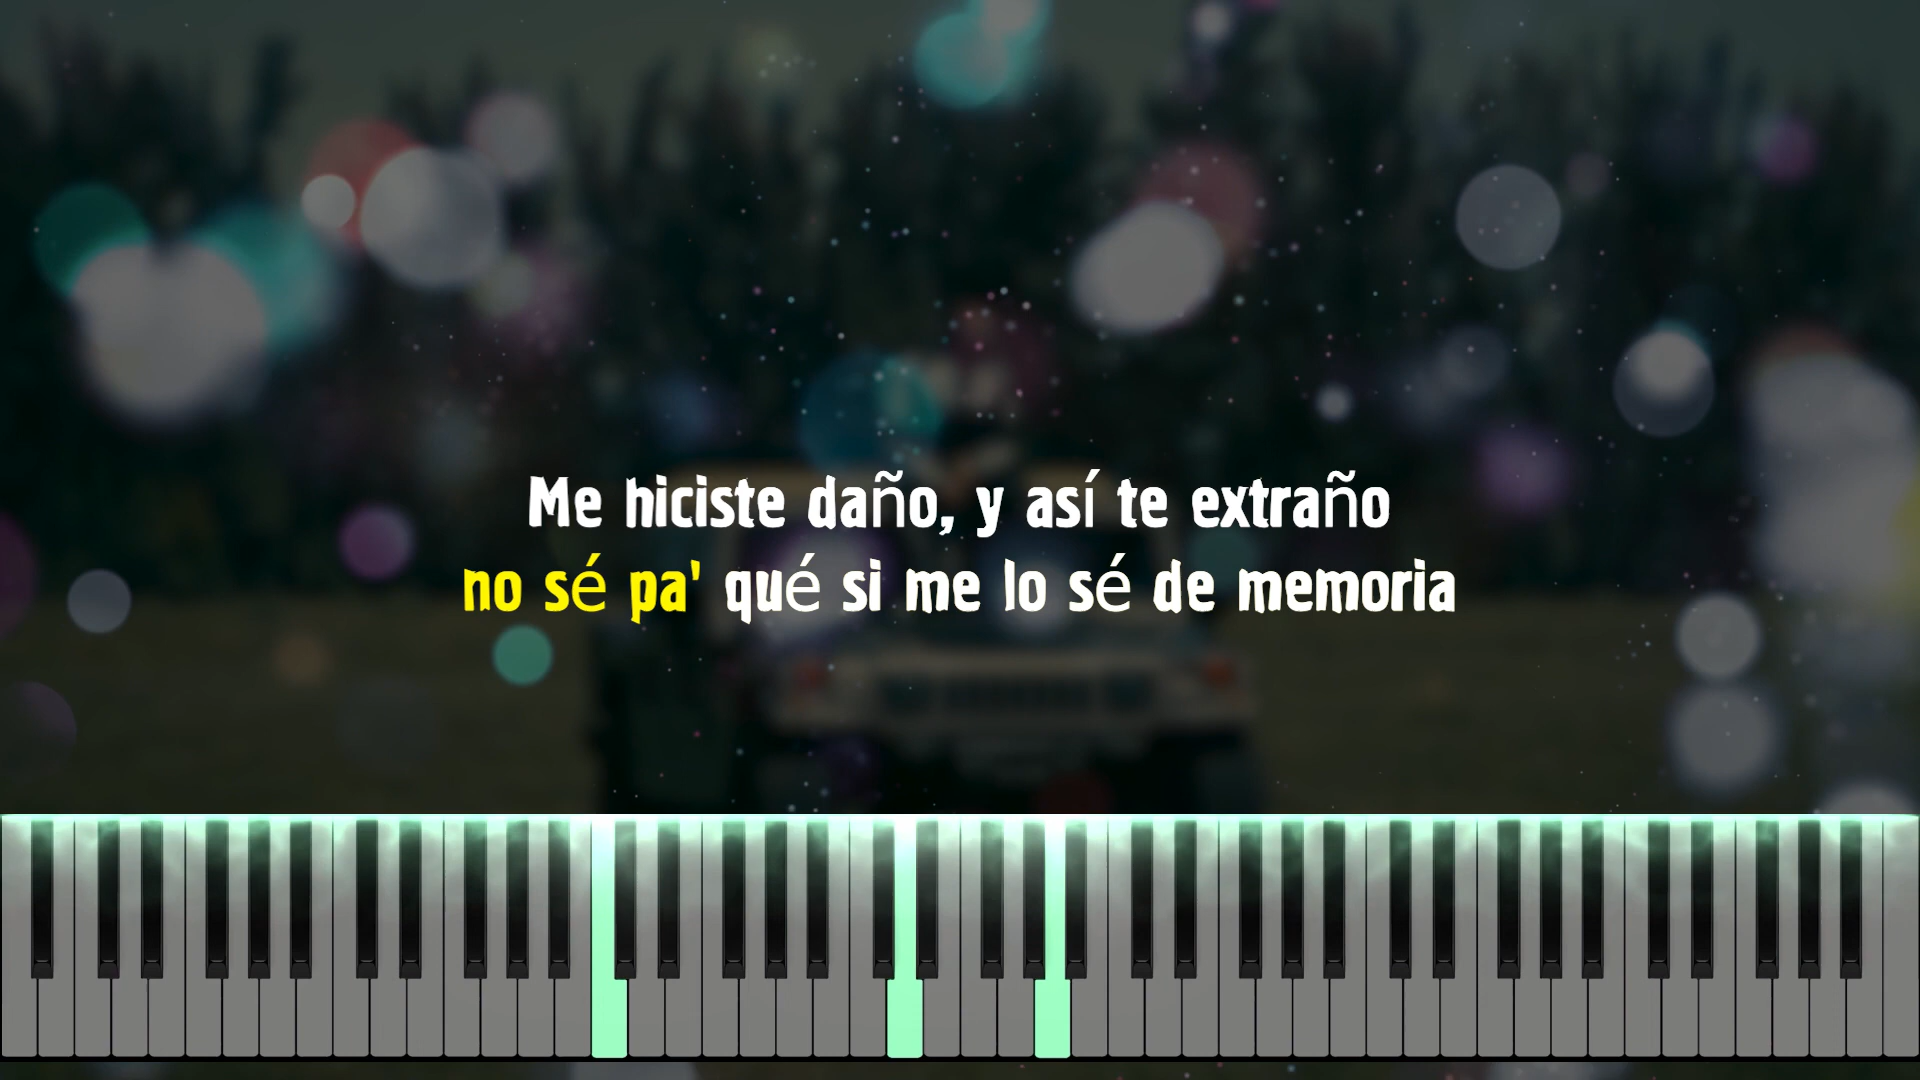 Me hiciste daño, y así te extraño
no sé pa' qué si me lo sé de memoria